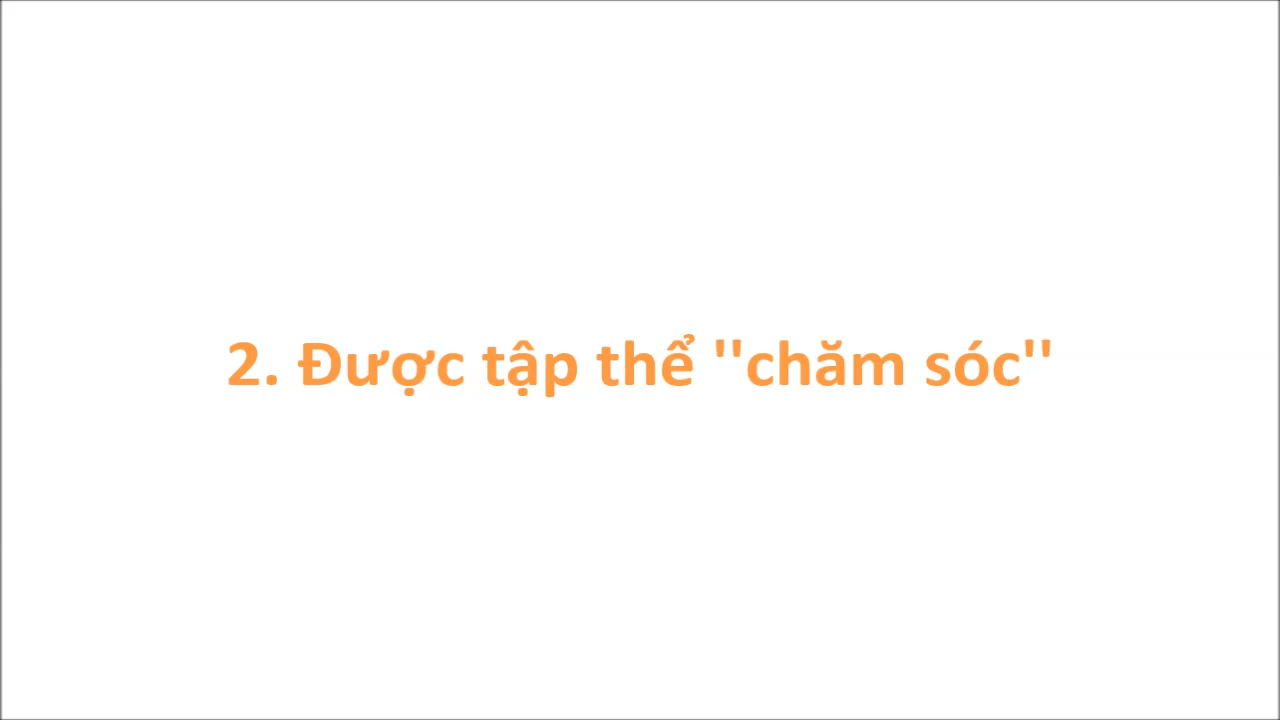 2. Được tập thể ''chăm sóc''